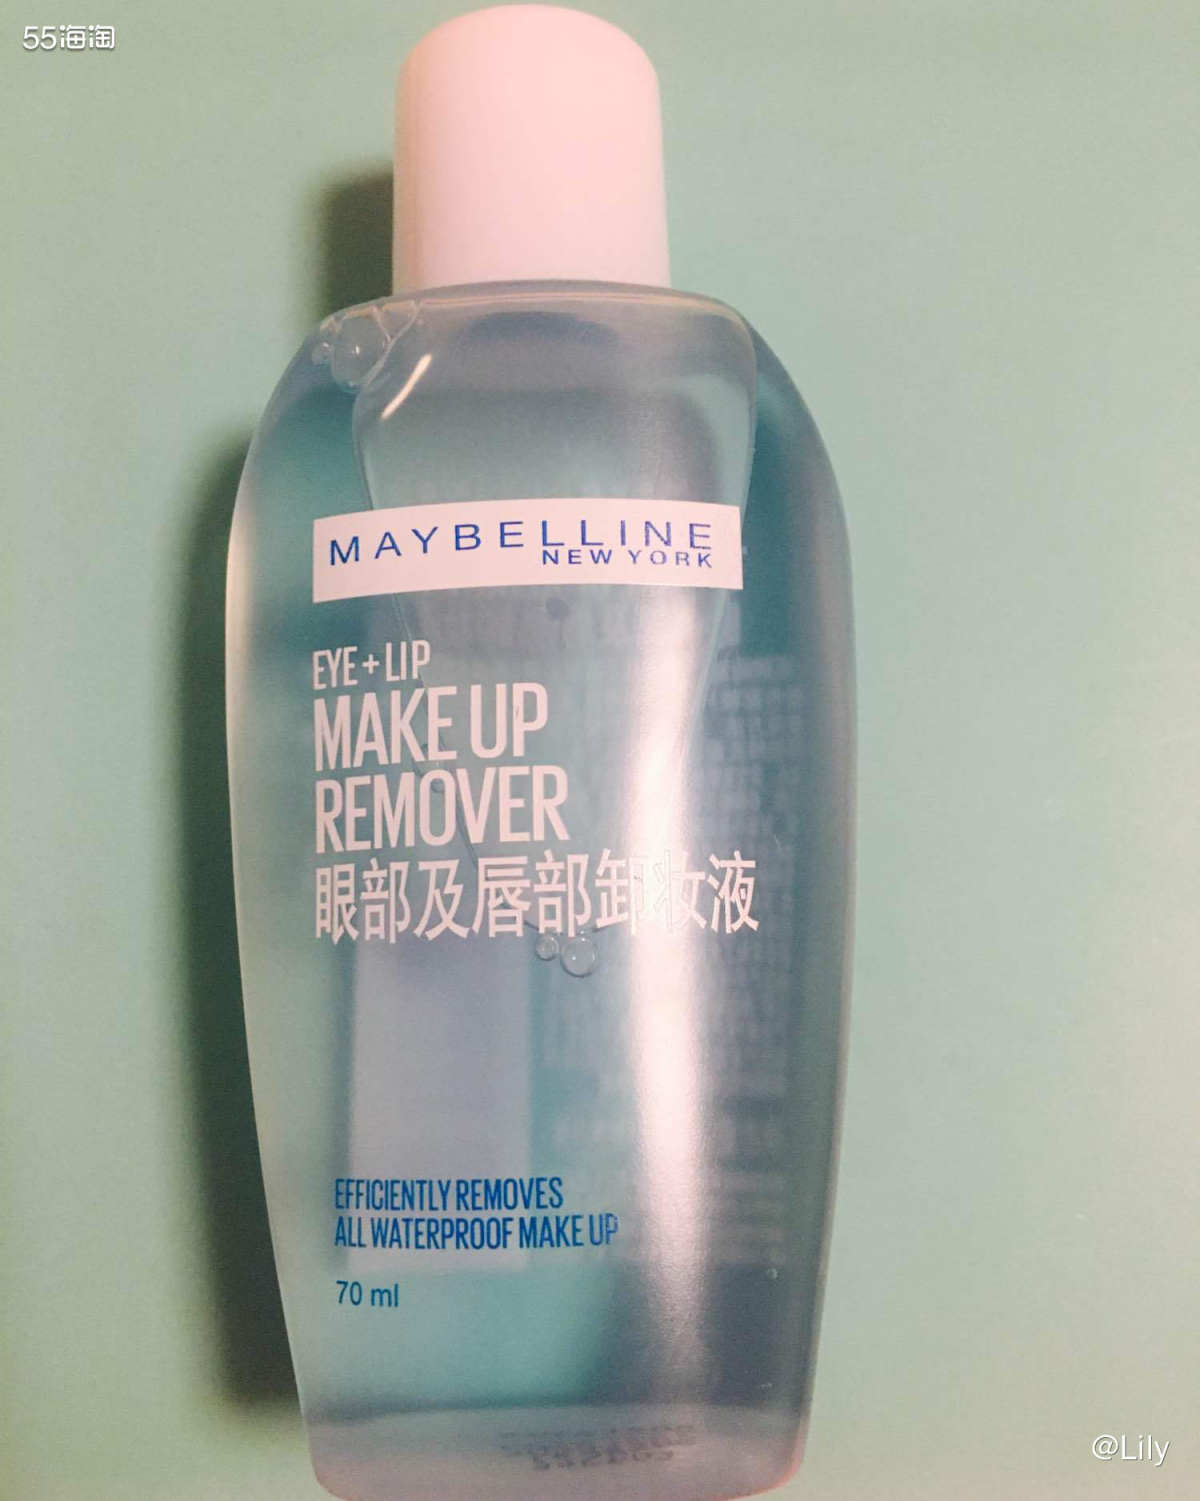 55海淘
MAYBELLINE
NEW YORK
EYE + LIP
MAKE UP
REMOVER
眼部及唇部卸妆液
EFFICIENTLY REMOVES
ALL WATERPROOF MAKE UP
70 ml
@Lily